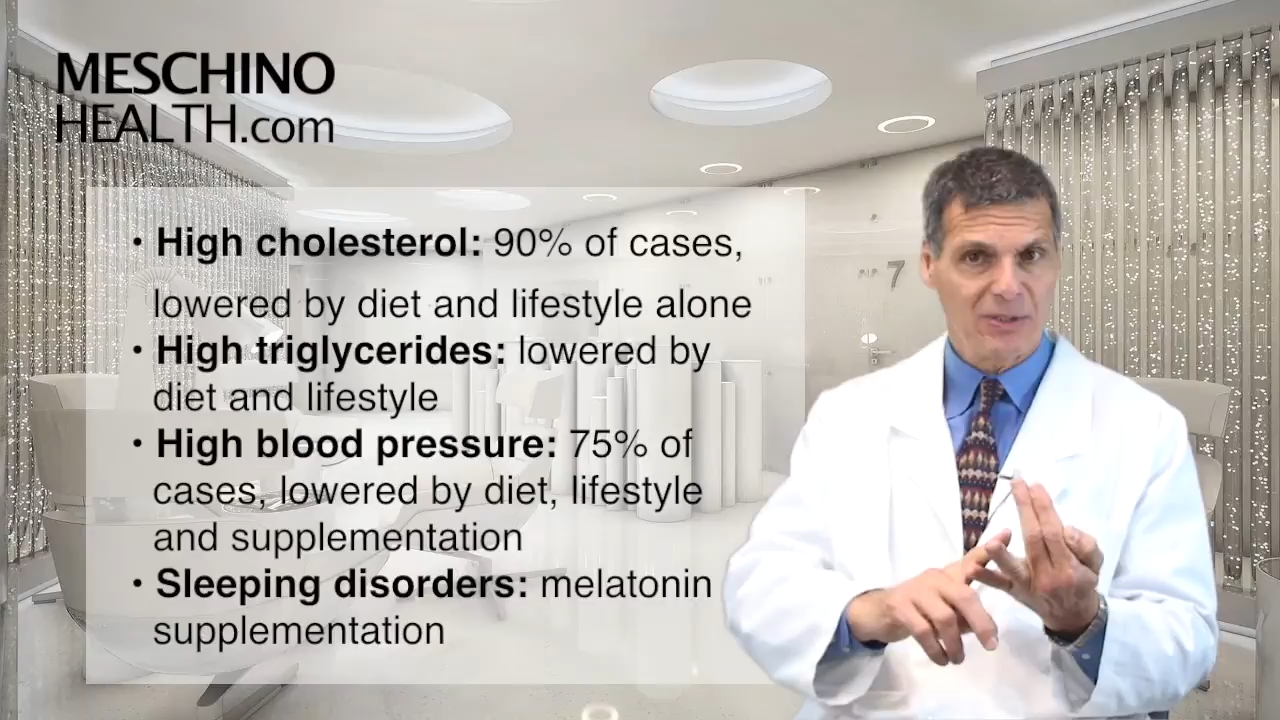 MESCHINO
HEALTH.com
• High cholesterol: 90% of cases,
lowered by diet and lifestyle alone
• High triglycerides: lowered by
diet and lifestyle
• High blood pressure: 75% of
cases, lowered by diet, lifestyle
and supplementation
• Sleeping disorders: melatonin
supplementation
7